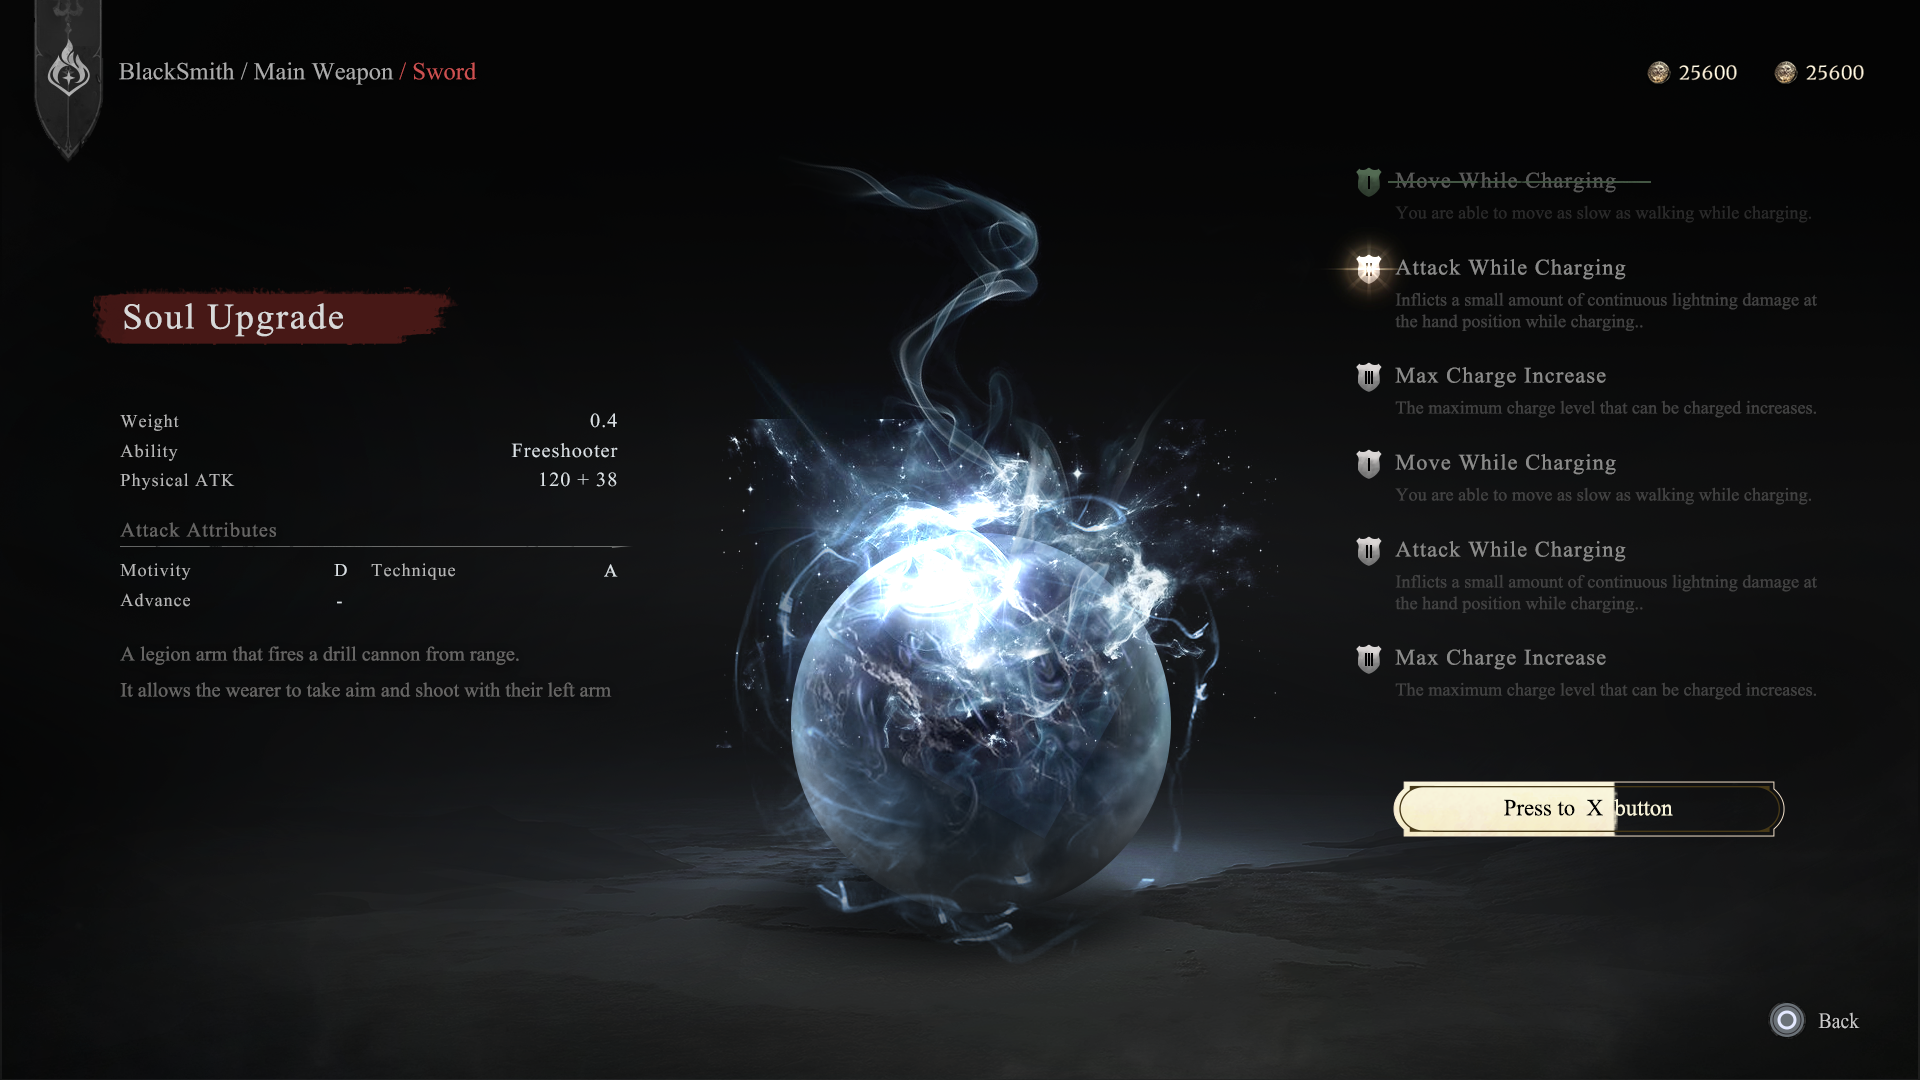 BlackSmith / Main Weapon / Sword
25600
25600
Soul Upgrade
Weight 0.4
Ability Freeshooter
Physical ATK 120 + 38
Attack Attributes
Motivity D Technique A
Advance -
A legion arm that fires a drill cannon from range.
It allows the wearer to take aim and shoot with their left arm
I Move While Charging
You are able to move as slow as walking while charging.
II Attack While Charging
Inflicts a small amount of continuous lightning damage at
the hand position while charging..
III Max Charge Increase
The maximum charge level that can be charged increases.
I Move While Charging
You are able to move as slow as walking while charging.
II Attack While Charging
Inflicts a small amount of continuous lightning damage at
the hand position while charging..
III Max Charge Increase
The maximum charge level that can be charged increases.
Press to X button
Back